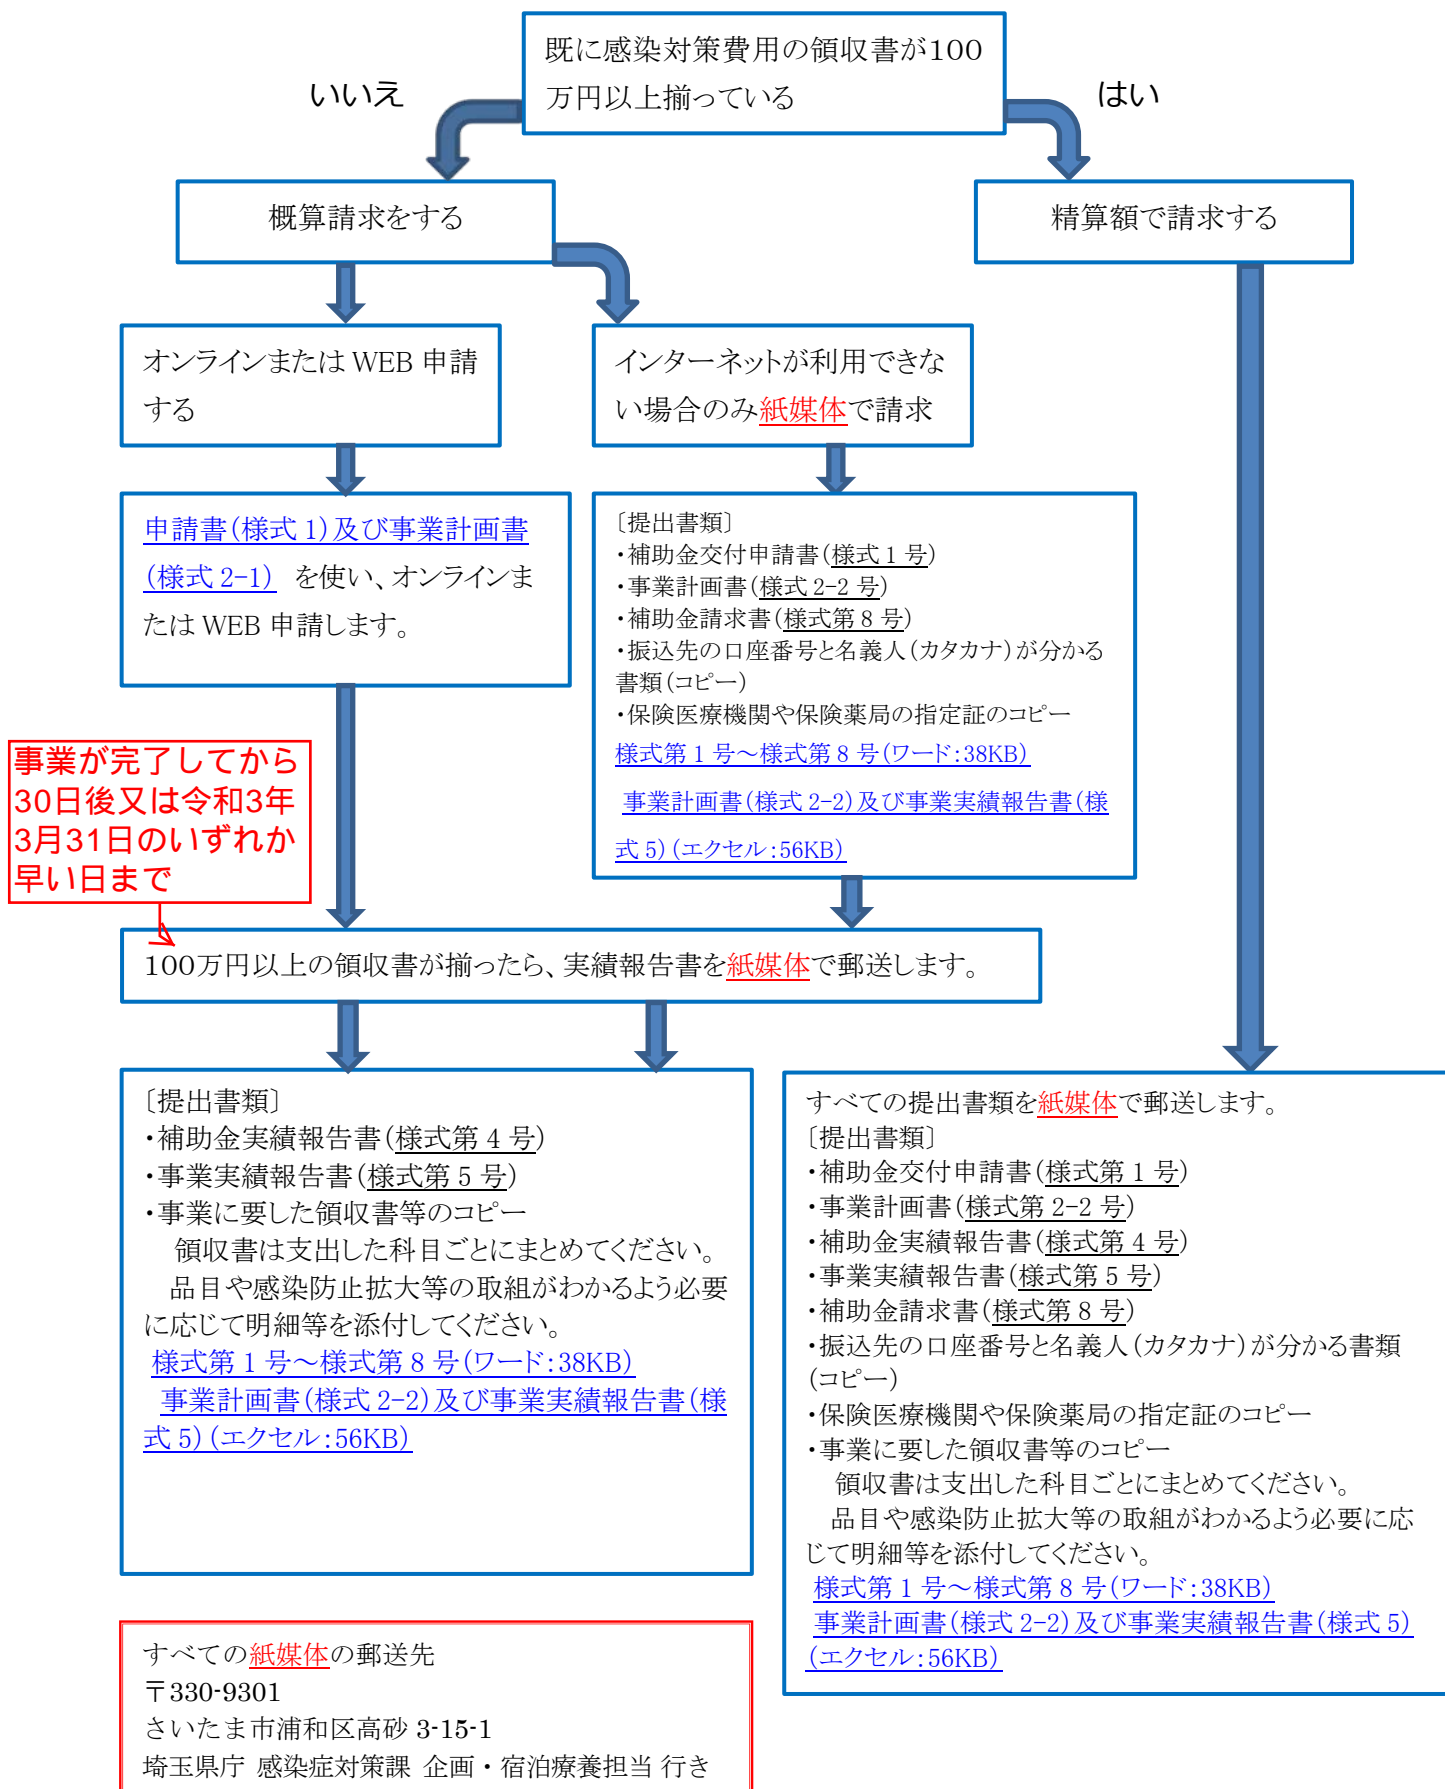 既に感染対策費用の領収書が100
万円以上揃っている
いいえ
はい
概算請求をする
精算額で請求する
オンラインまたは WEB 申請
する
インターネットが利用できな
い場合のみ紙媒体で請求
申請書(様式 1)及び事業計画書
(様式 2-1) を使い、オンラインま
たは WEB 申請します。
〔提出書類〕
・補助金交付申請書(様式 1 号)
・事業計画書(様式 2-2 号)
・補助金請求書(様式第 8 号)
・振込先の口座番号と名義人(カタカナ)が分かる
書類(コピー)
・保険医療機関や保険薬局の指定証のコピー
様式第 1 号～様式第 8 号(ワード:38KB)
事業計画書(様式 2-2)及び事業実績報告書(様
式 5)(エクセル:56KB)
事業が完了してから
30日後又は令和3年
3月31日のいずれか
早い日まで
100万円以上の領収書が揃ったら、実績報告書を紙媒体で郵送します。
〔提出書類〕
・補助金実績報告書(様式第 4 号)
・事業実績報告書(様式第 5 号)
・事業に要した領収書等のコピー
領収書は支出した科目ごとにまとめてください。
品目や感染防止拡大等の取組がわかるよう必要
に応じて明細等を添付してください。
様式第 1 号～様式第 8 号(ワード:38KB)
事業計画書(様式 2-2)及び事業実績報告書(様
式 5)(エクセル:56KB)
すべての提出書類を紙媒体で郵送します。
〔提出書類〕
・補助金交付申請書(様式第 1 号)
・事業計画書(様式第 2-2 号)
・補助金実績報告書(様式第 4 号)
・事業実績報告書(様式第 5 号)
・補助金請求書(様式第 8 号)
・振込先の口座番号と名義人(カタカナ)が分かる書類
(コピー)
・保険医療機関や保険薬局の指定証のコピー
・事業に要した領収書等のコピー
領収書は支出した科目ごとにまとめてください。
品目や感染防止拡大等の取組がわかるよう必要に応
じて明細等を添付してください。
様式第 1 号～様式第 8 号(ワード:38KB)
事業計画書(様式 2-2)及び事業実績報告書(様式 5)
(エクセル:56KB)
すべての紙媒体の郵送先
〒330-9301
さいたま市浦和区高砂 3-15-1
埼玉県庁 感染症対策課 企画・宿泊療養担当 行き